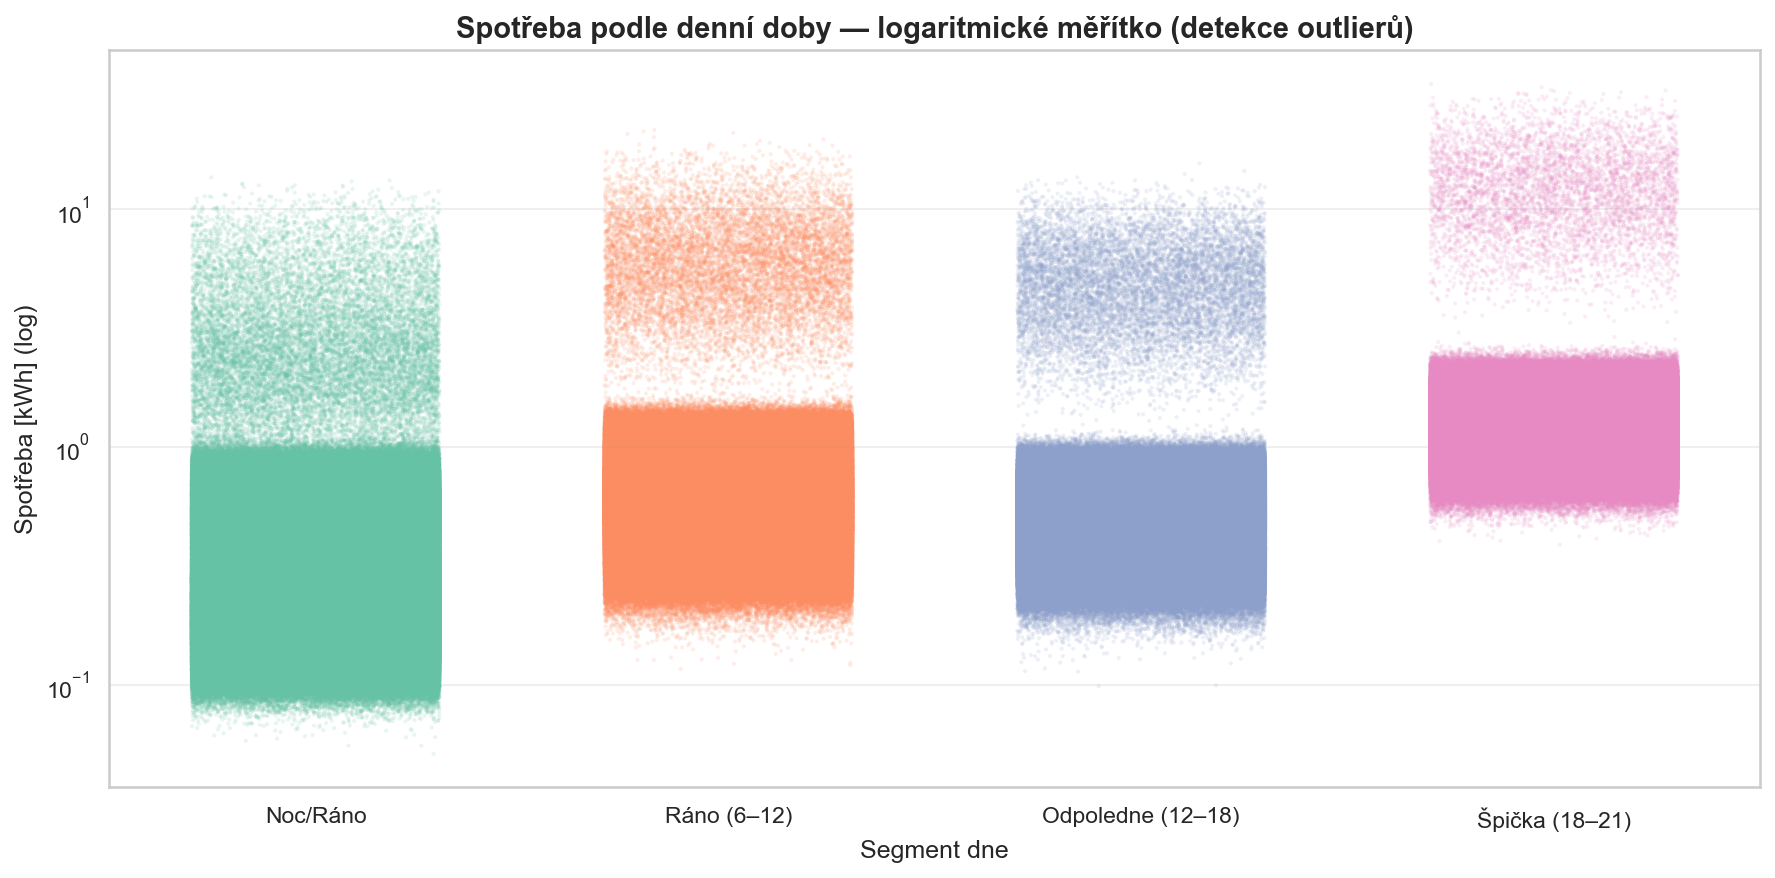 Spotřeba podle denní doby — logaritmické měřítko (detekce outlierů)
Spotřeba [kWh] (log)
10¹
10⁰
10⁻¹
Noc/Ráno
Ráno (6–12)
Odpoledne (12–18)
Špička (18–21)
Segment dne